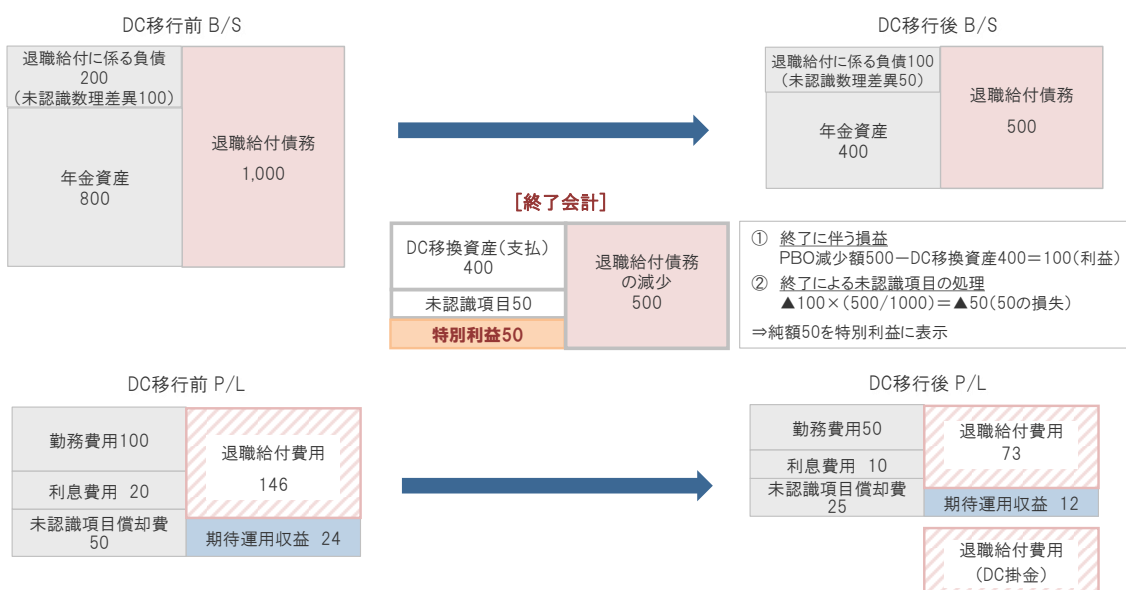 DC移行前 B/S
退職給付に係る負債
200
(未認識数理差異100)
年金資産
800
退職給付債務
1,000
DC移行後 B/S
退職給付に係る負債100
(未認識数理差異50)
年金資産
400
退職給付債務
500
[終了会計]
DC移換資産(支払)
400
未認識項目50
特別利益50
退職給付債務
の減少
500
① 終了に伴う損益
PBO減少額500-DC移換資産400=100(利益)
② 終了による未認識項目の処理
▲100×(500/1000)=▲50(50の損失)
⇒純額50を特別利益に表示
DC移行前 P/L
勤務費用100
利息費用 20
未認識項目償却費
50
退職給付費用
146
期待運用収益 24
DC移行後 P/L
勤務費用50
利息費用 10
未認識項目償却費
25
退職給付費用
73
期待運用収益 12
退職給付費用
(DC掛金)